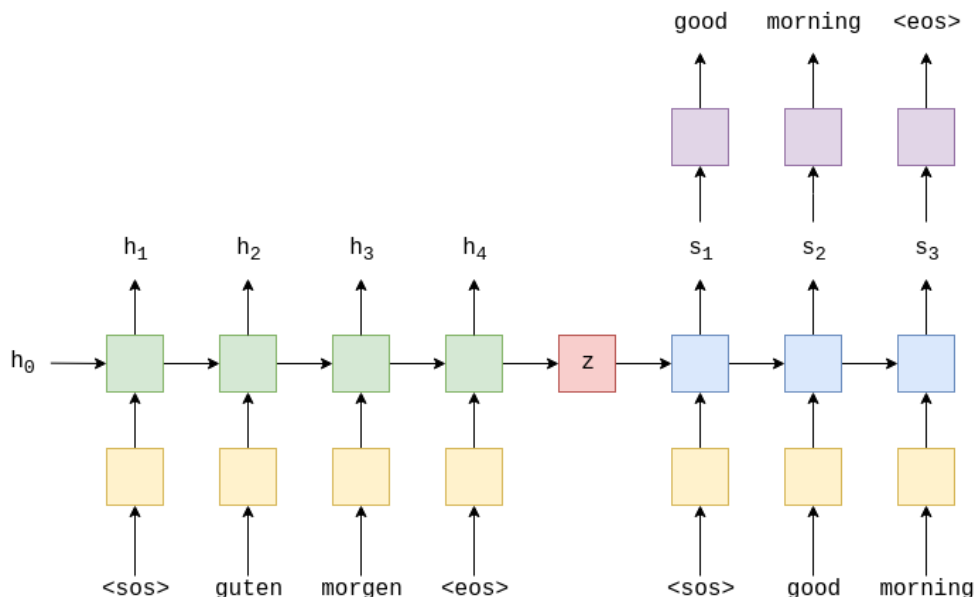 good morning <eos>
h₁ h₂ h₃ h₄ s₁ s₂ s₃
h₀ z
<sos> guten morgen <eos> <sos> good morning